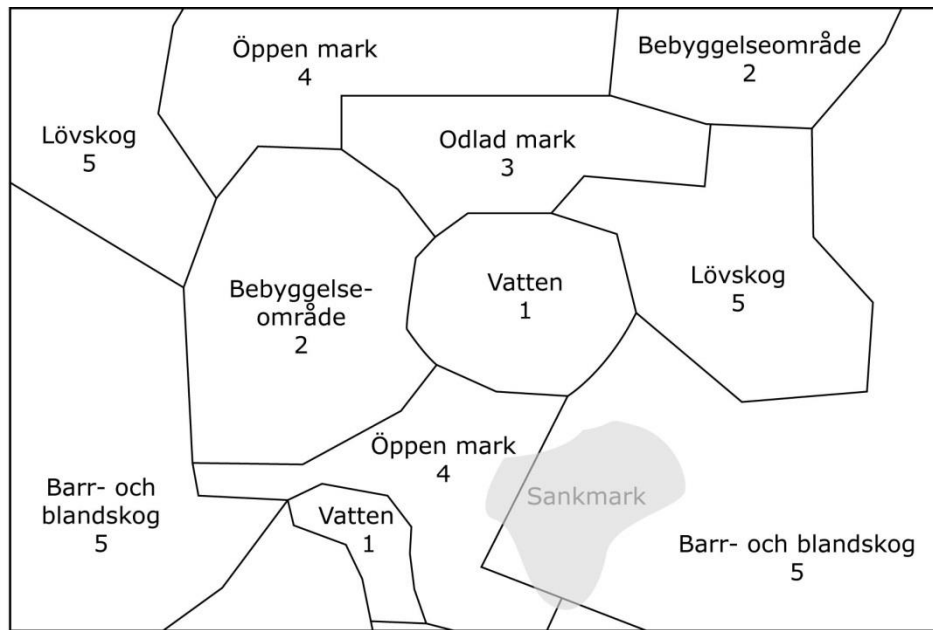 Öppen mark
4
Bebyggelseområde
2
Lövskog
5
Odlad mark
3
Bebyggelse-
område
2
Vatten
1
Lövskog
5
Öppen mark
4
Sankmark
Barr- och
blandskog
5
Vatten
1
Barr- och blandskog
5